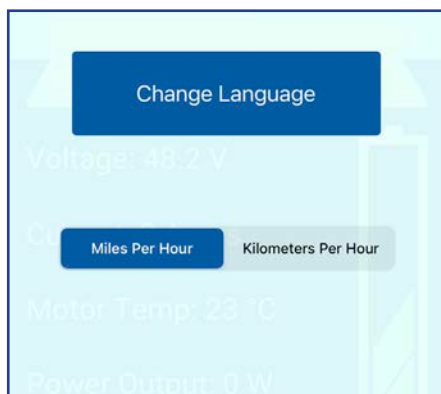 Change Language
Voltage: 48.2 V
Miles Per Hour
Kilometers Per Hour
Motor Temp: 23 °C
Power Output: 0 W